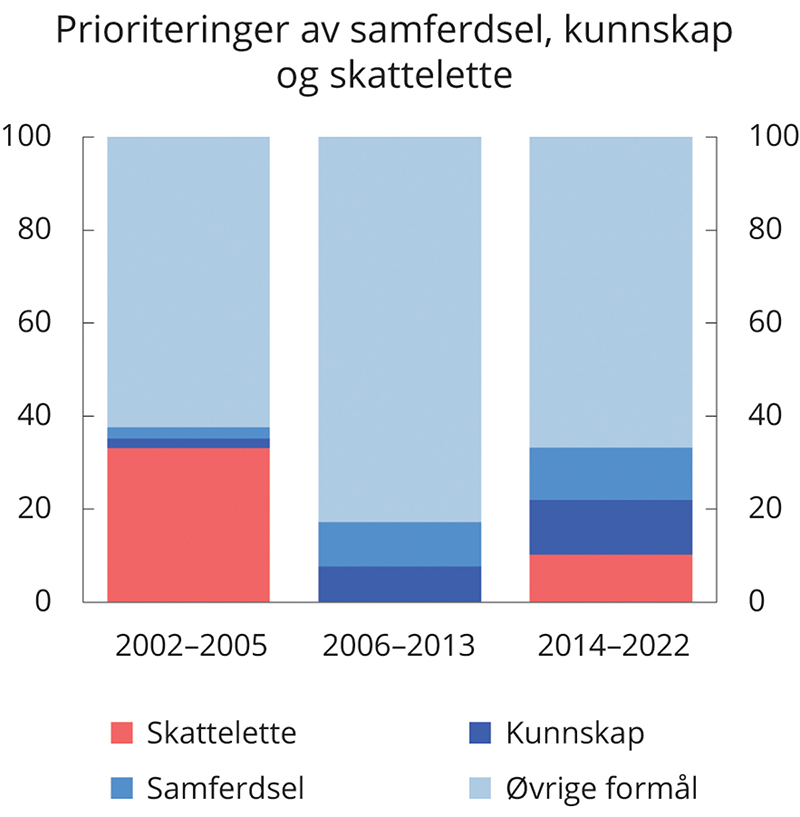 Prioriteringer av samferdsel, kunnskap
og skattelette
100 100
80 80
60 60
40 40
20 20
0 0
2002–2005 2006–2013 2014–2022
Skattelette Kunnskap
Samferdsel Øvrige formål